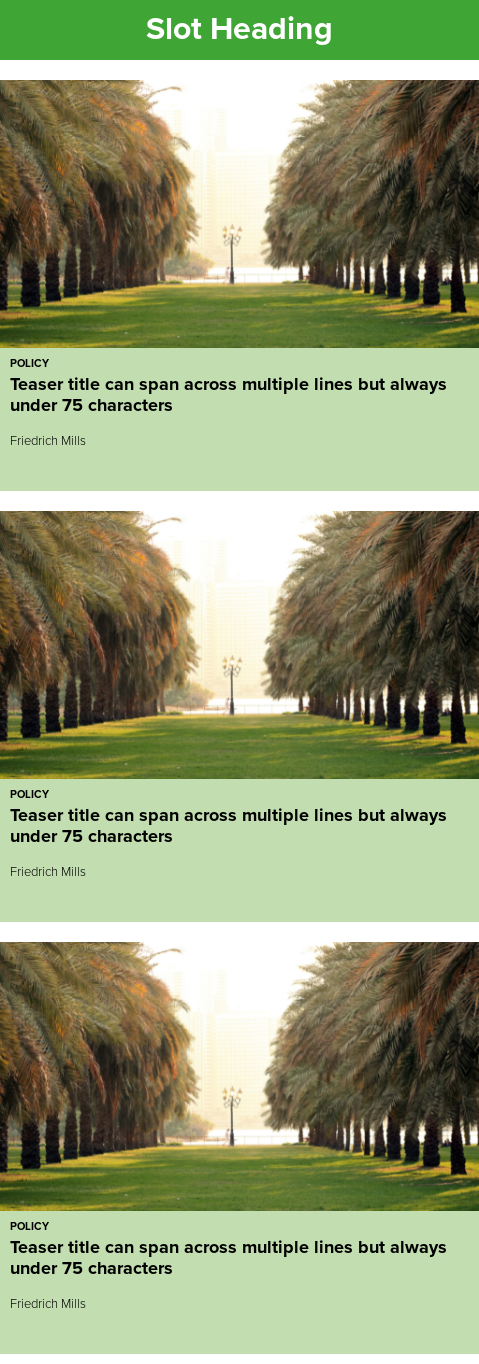 Slot Heading
POLICY
Teaser title can span across multiple lines but always
under 75 characters
Friedrich Mills
POLICY
Teaser title can span across multiple lines but always
under 75 characters
Friedrich Mills
POLICY
Teaser title can span across multiple lines but always
under 75 characters
Friedrich Mills